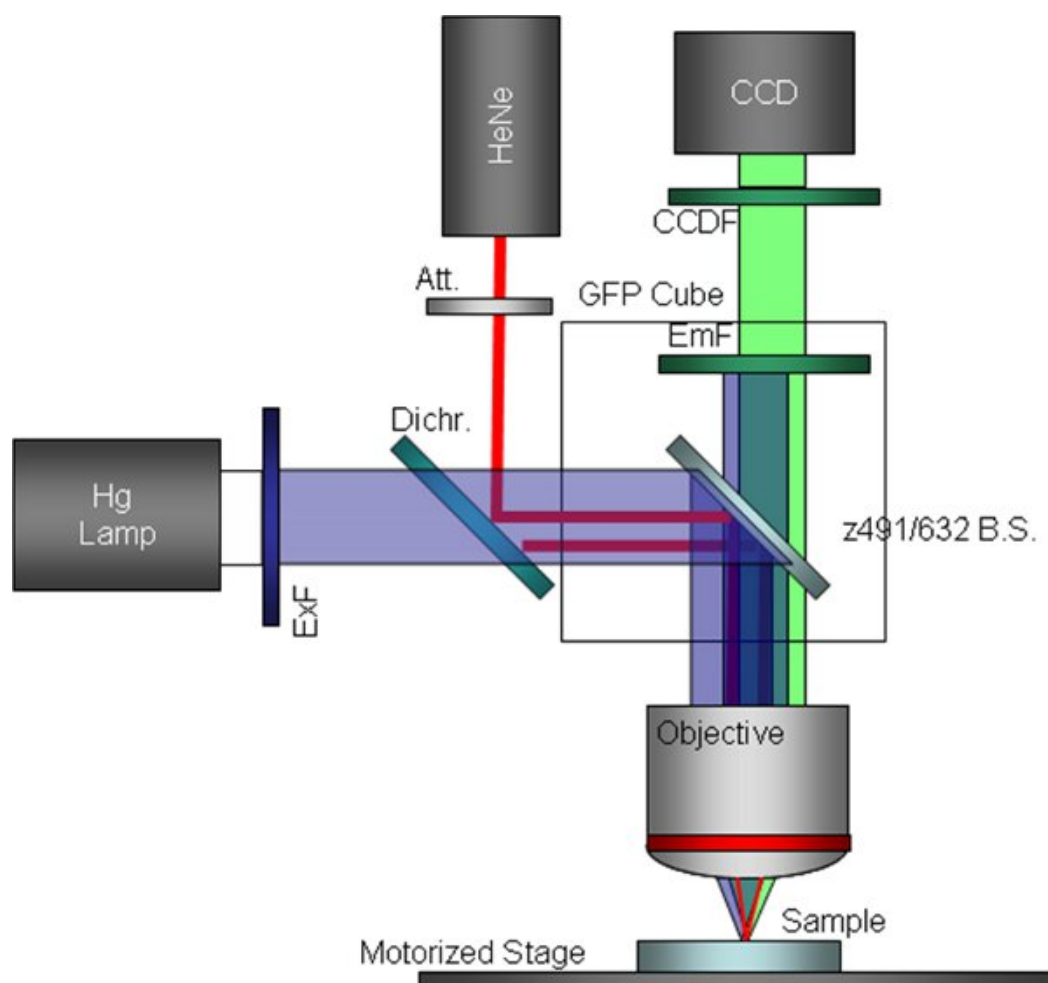 HeNe
CCD
CCDF
Att.
GFP Cube
EmF
Dichr.
Hg
Lamp
ExF
z491/632 B.S.
Objective
Sample
Motorized Stage